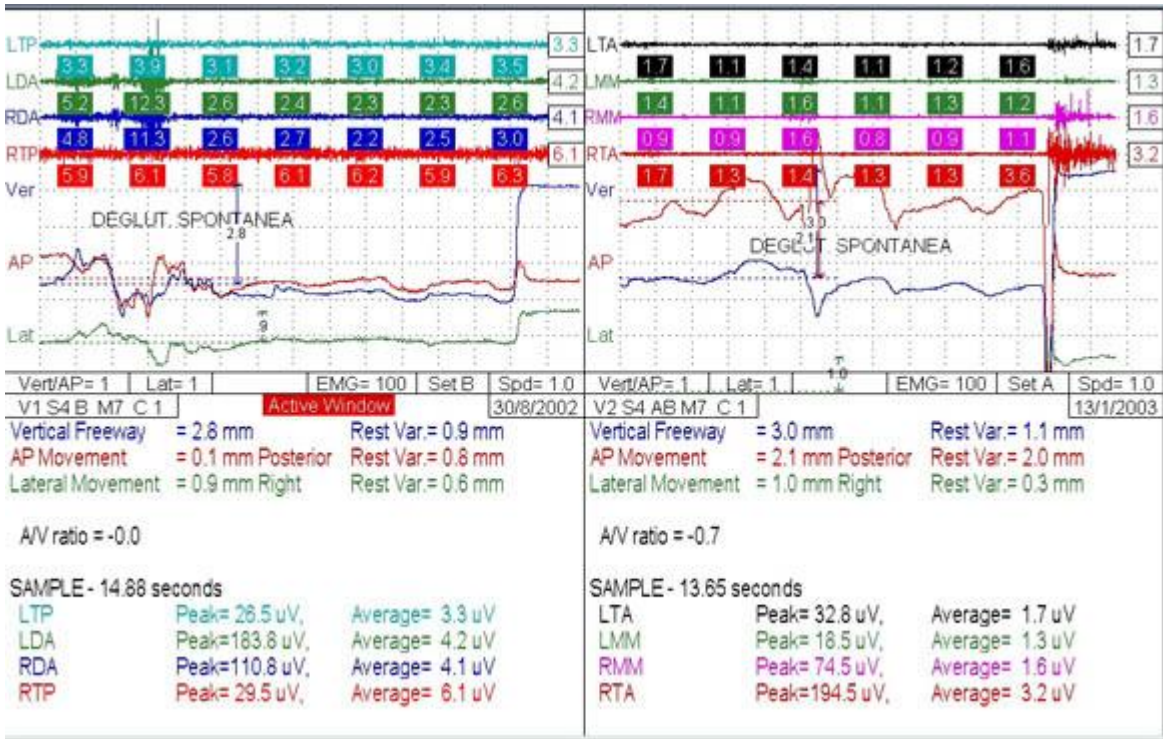 LTP 3.3
3.3 3.9 3.1 3.2 3.0 3.4 3.5
LDA 4.2
5.2 12.3 2.6 2.4 2.3 2.3 2.6
RDA 4.1
4.8 11.3 2.6 2.7 2.2 2.5 3.0
RTP 6.1
5.9 6.1 5.8 6.1 6.2 5.9 6.3
Ver
DEGLUT. SPONTANEA
2.8
AP
.9
Lat
Vert/AP= 1 Lat= 1 EMG= 100 Set B Spd= 1.0
V1 S4 B M7 C 1 Active Window 30/8/2002
Vertical Freeway = 2.8 mm Rest Var.= 0.9 mm
AP Movement = 0.1 mm Posterior Rest Var.= 0.8 mm
Lateral Movement = 0.9 mm Right Rest Var.= 0.6 mm
A/V ratio = -0.0
SAMPLE - 14.88 seconds
LTP Peak= 26.5 uV, Average= 3.3 uV
LDA Peak=183.8 uV, Average= 4.2 uV
RDA Peak=110.8 uV, Average= 4.1 uV
RTP Peak= 29.5 uV, Average= 6.1 uV
LTA 1.7
1.7 1.1 1.4 1.1 1.2 1.6
LMM 1.3
1.4 1.1 1.6 1.1 1.3 1.2
RMM 1.6
0.9 0.9 1.6 0.8 0.9 1.1
RTA 3.2
1.7 1.3 1.4 1.3 1.3 3.6
Ver
3.0
2.1
DEGLUT. SPONTANEA
AP
Lat
1.0
Vert/AP= 1 Lat= 1 EMG= 100 Set A Spd= 1.0
V2 S4 AB M7 C 1 13/1/2003
Vertical Freeway = 3.0 mm Rest Var.= 1.1 mm
AP Movement = 2.1 mm Posterior Rest Var.= 2.0 mm
Lateral Movement = 1.0 mm Right Rest Var.= 0.3 mm
A/V ratio = -0.7
SAMPLE - 13.65 seconds
LTA Peak= 32.8 uV, Average= 1.7 uV
LMM Peak= 18.5 uV, Average= 1.3 uV
RMM Peak= 74.5 uV, Average= 1.6 uV
RTA Peak=194.5 uV, Average= 3.2 uV